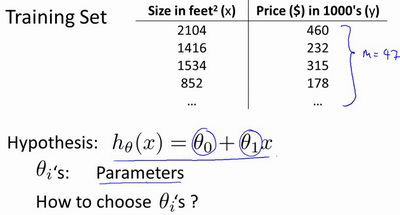 Training Set
Size in feet² (x) Price ($) in 1000's (y)
2104 460
1416 232
1534 315
852 178
... ...
m = 47
Hypothesis: hθ(x) = θ0 + θ1x
θi's: Parameters
How to choose θi's ?